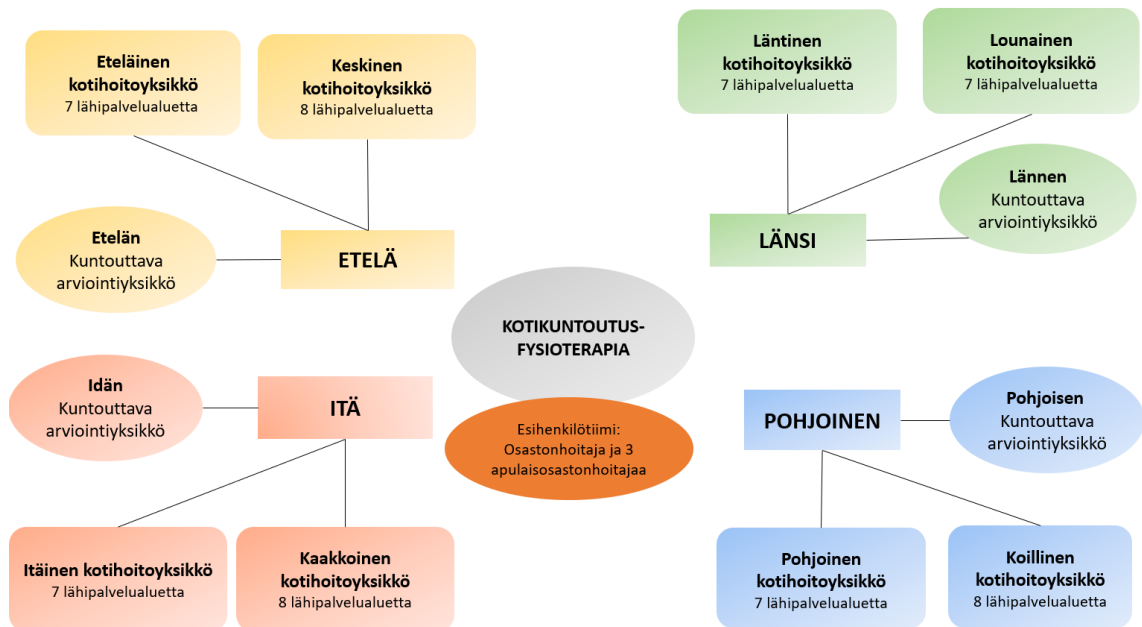 Eteläinen
kotihoitoyksikkö
7 lähipalvelualuetta
Keskinen
kotihoitoyksikkö
8 lähipalvelualuetta
Etelän
Kuntouttava
arviointiyksikkö
ETELÄ
Läntinen
kotihoitoyksikkö
7 lähipalvelualuetta
Lounainen
kotihoitoyksikkö
7 lähipalvelualuetta
Lännen
Kuntouttava
arviointiyksikkö
LÄNSI
KOTIKUNTOUTUS-
FYSIOTERAPIA
Esihenkilötiimi:
Osastonhoitaja ja 3
apulaisosastonhoitajaa
Idän
Kuntouttava
arviointiyksikkö
ITÄ
Itäinen kotihoitoyksikkö
7 lähipalvelualuetta
Kaakkoinen
kotihoitoyksikkö
8 lähipalvelualuetta
POHJOINEN
Pohjoisen
Kuntouttava
arviointiyksikkö
Pohjoinen
kotihoitoyksikkö
7 lähipalvelualuetta
Koillinen
kotihoitoyksikkö
8 lähipalvelualuetta